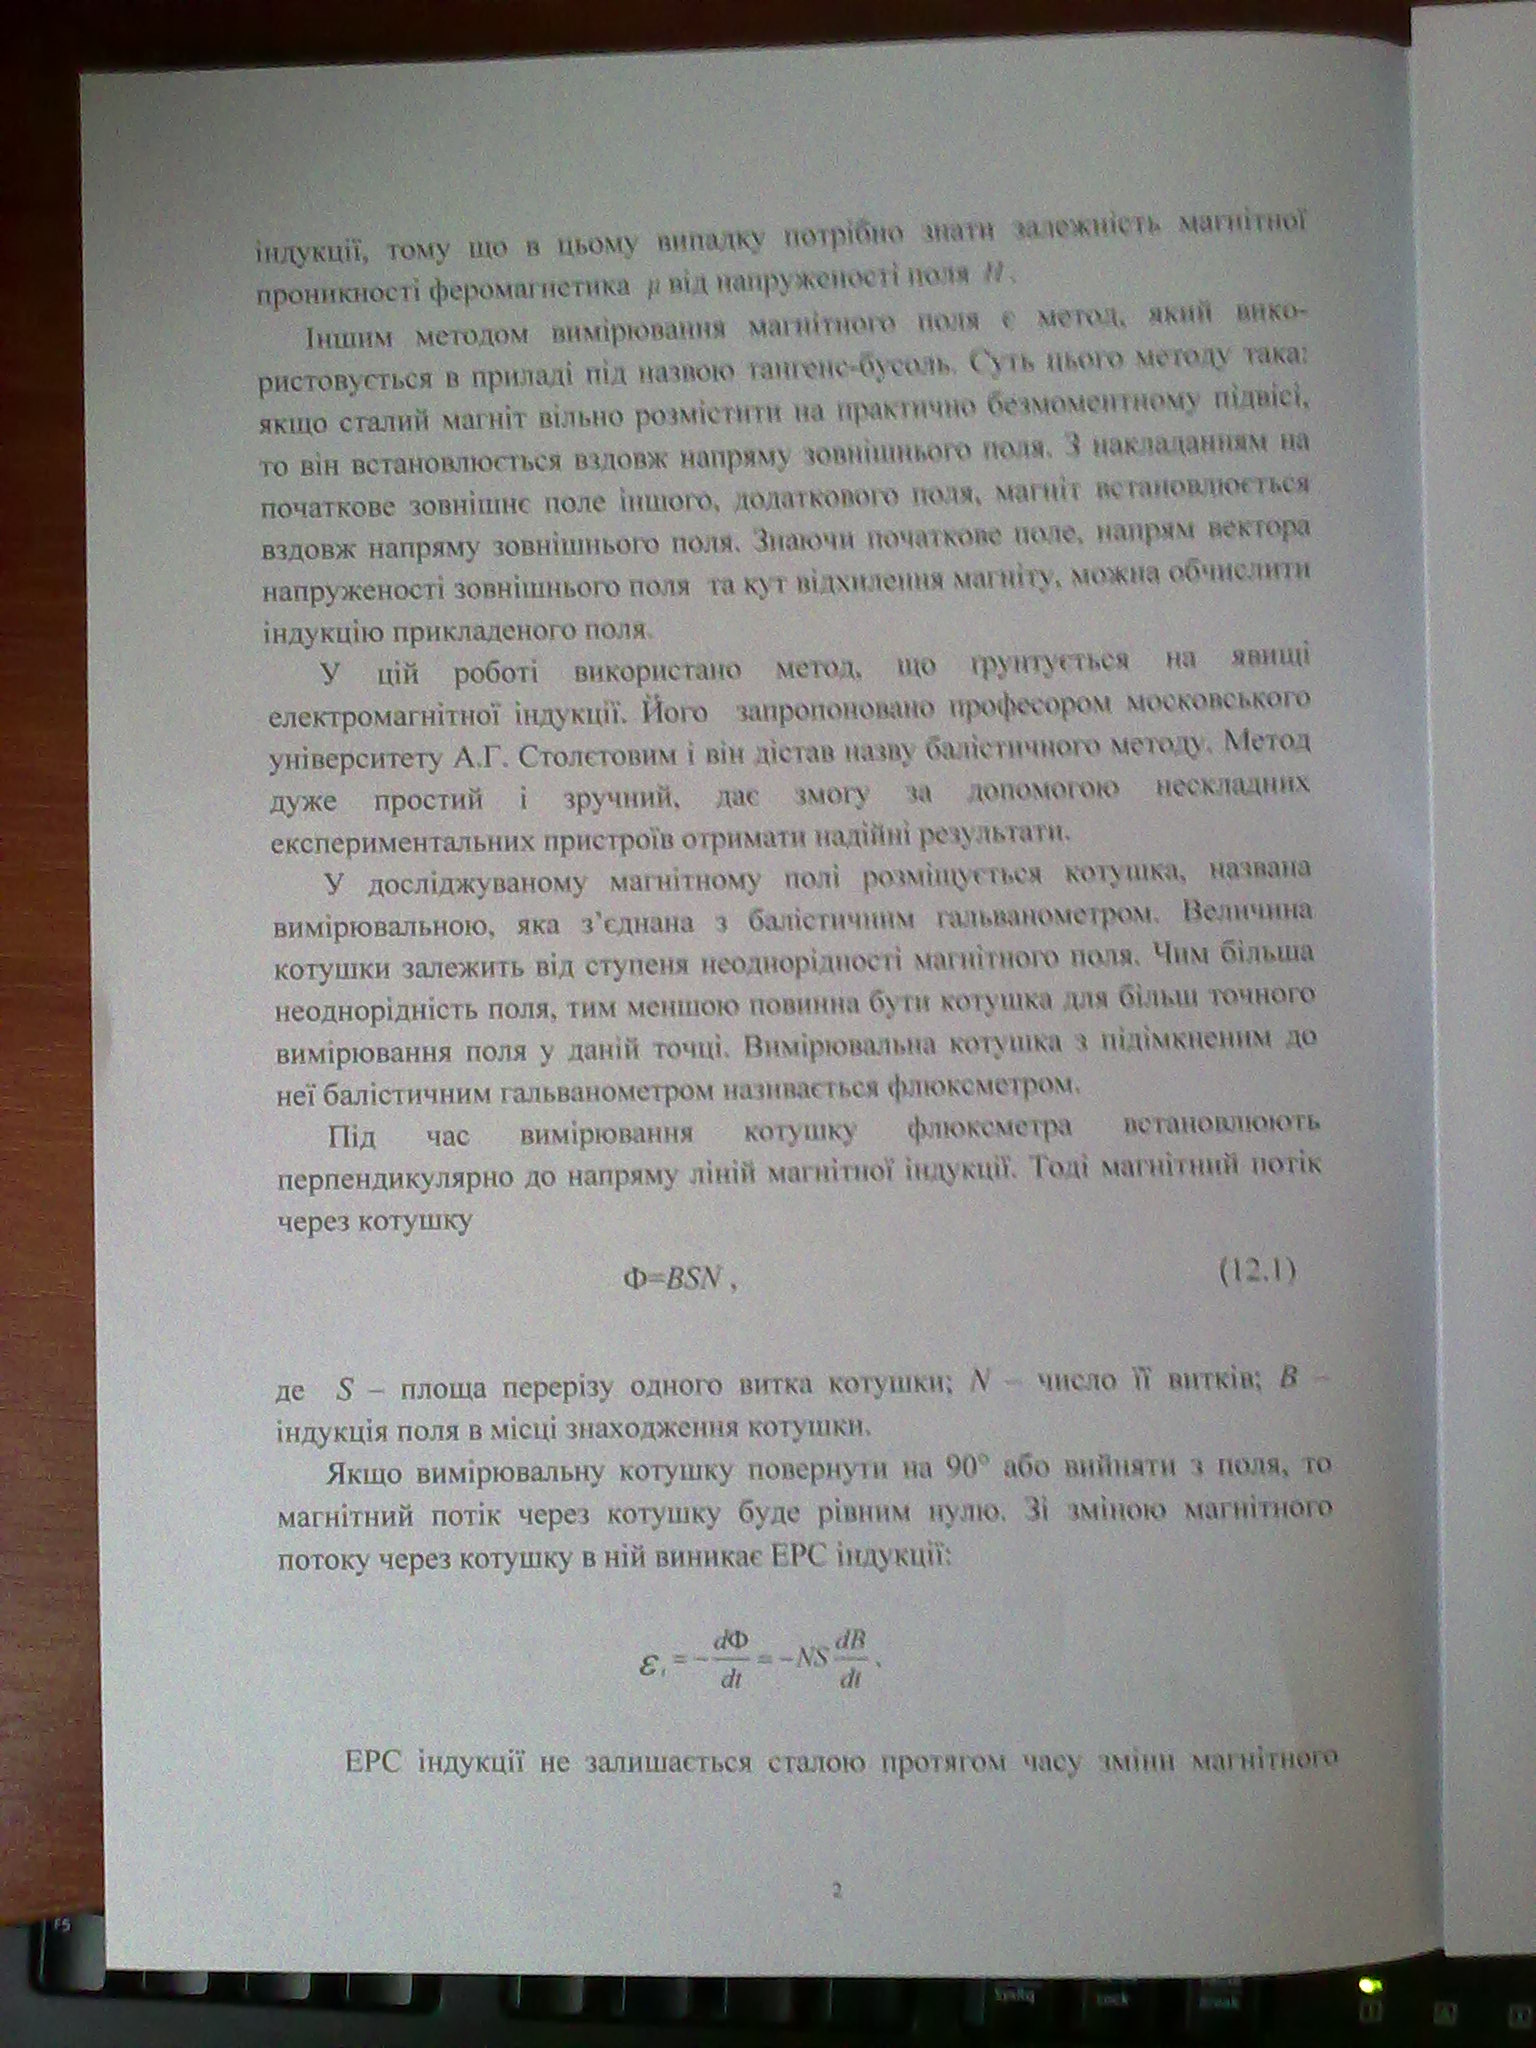 індукції, тому що в цьому випадку потрібно знати залежність магнітної
проникності феромагнетика μ від напруженості поля H.
Іншим методом вимірювання магнітного поля є метод, який вико-
ристовується в приладі під назвою тангенс-бусоль. Суть цього методу така:
якщо сталий магніт вільно розмістити на практично безмоментному підвісі,
то він встановлюється вздовж напряму зовнішнього поля. З накладанням на
початкове зовнішнє поле іншого, додаткового поля, магніт встановлюється
вздовж напряму зовнішнього поля. Знаючи початкове поле, напрям вектора
напруженості зовнішнього поля та кут відхилення магніту, можна обчислити
індукцію прикладеного поля.
У цій роботі використано метод, що ґрунтується на явищі
електромагнітної індукції. Його запропоновано професором московського
університету А.Г. Столєтовим і він дістав назву балістичного методу. Метод
дуже простий і зручний, дає змогу за допомогою нескладних
експериментальних пристроїв отримати надійні результати.
У досліджуваному магнітному полі розміщується котушка, названа
вимірювальною, яка з'єднана з балістичним гальванометром. Величина
котушки залежить від ступеня неоднорідності магнітного поля. Чим більша
неоднорідність поля, тим меншою повинна бути котушка для більш точного
вимірювання поля у даній точці. Вимірювальна котушка з підімкненим до
неї балістичним гальванометром називається флюксметром.
Під час вимірювання котушку флюксметра встановлюють
перпендикулярно до напряму ліній магнітної індукції. Тоді магнітний потік
через котушку
Ф=BSN , (12.1)
де S – площа перерізу одного витка котушки; N – число її витків; B –
індукція поля в місці знаходження котушки.
Якщо вимірювальну котушку повернути на 90° або вийняти з поля, то
магнітний потік через котушку буде рівним нулю. Зі зміною магнітного
потоку через котушку в ній виникає ЕРС індукції:
ε_i = − dФ/dt = −NS dB/dt .
ЕРС індукції не залишається сталою протягом часу зміни магнітного
2
F5
SysRq
Lock
Break